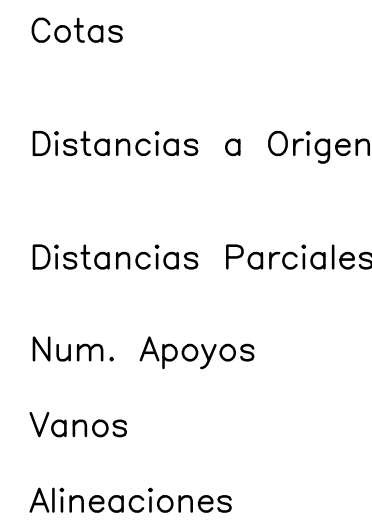 Cotas
Distancias a Origen
Distancias Parciales
Num. Apoyos
Vanos
Alineaciones